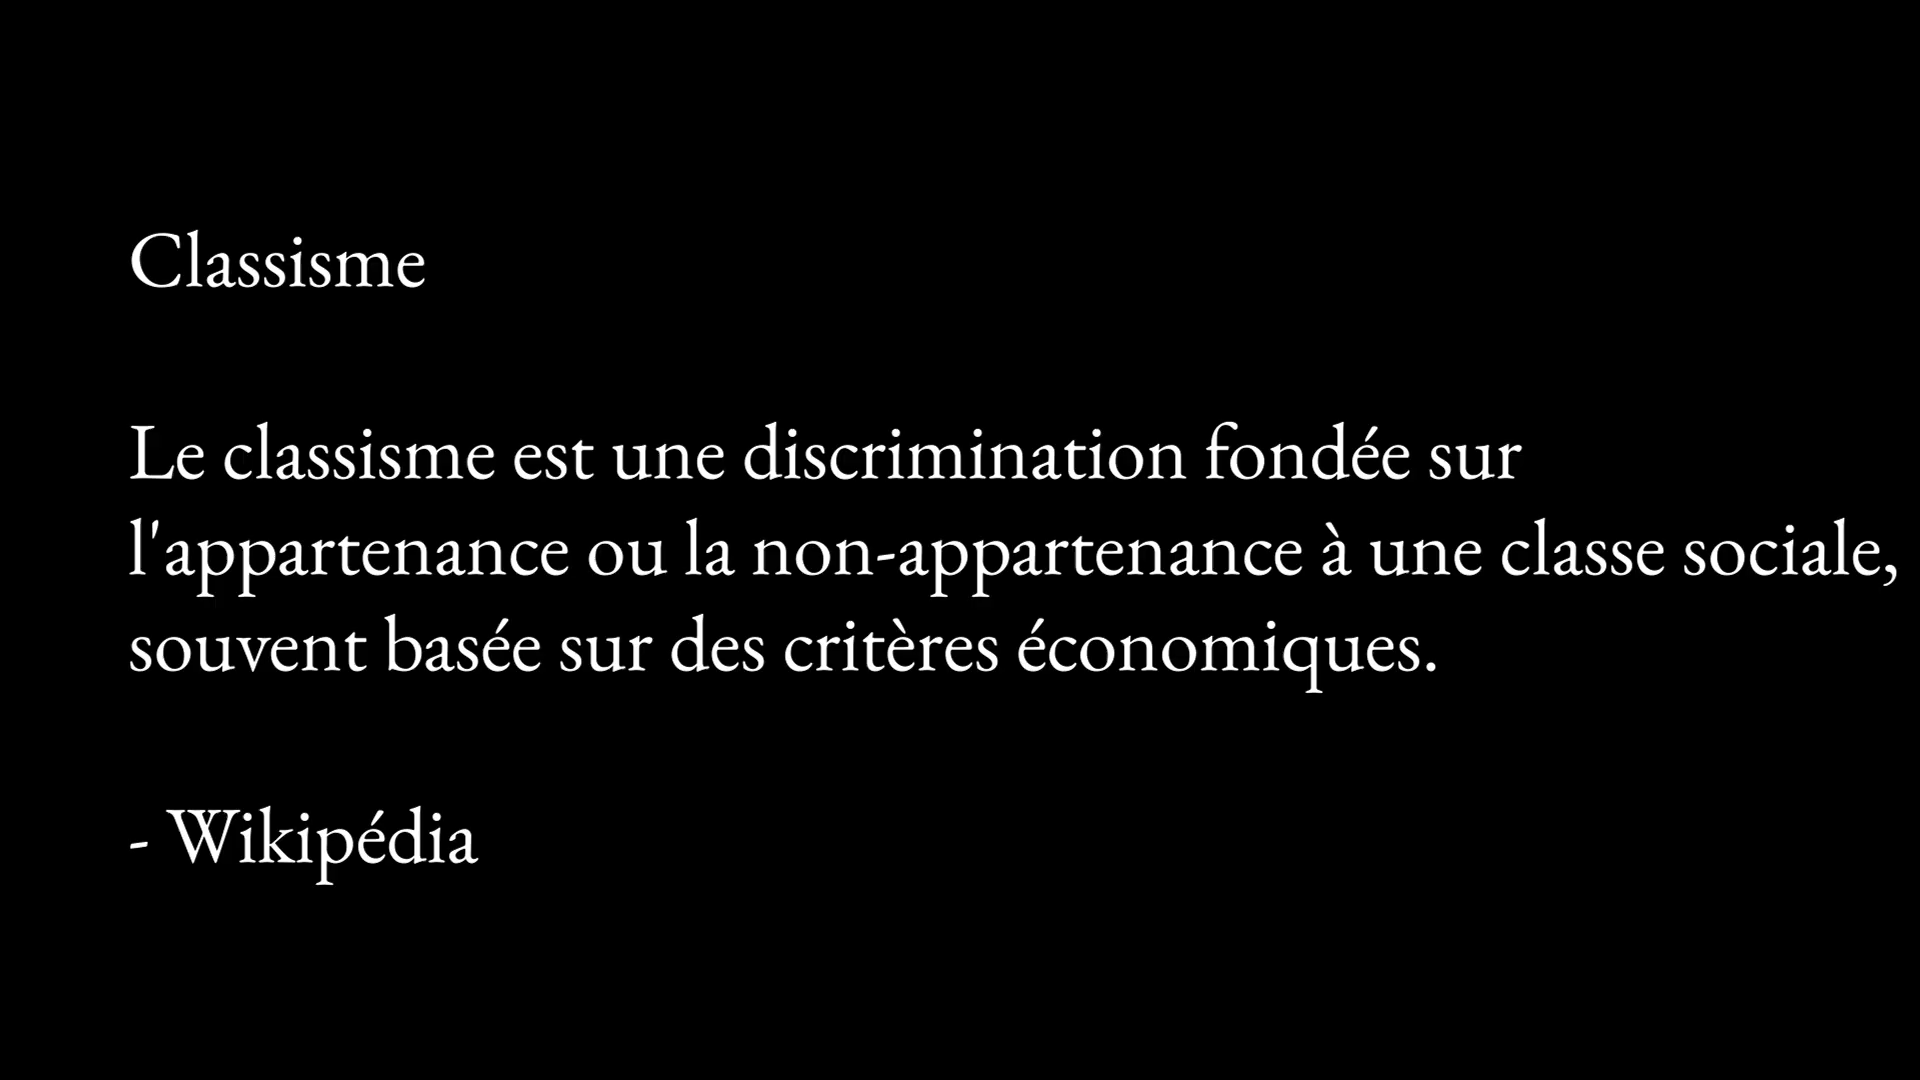 Classisme
Le classisme est une discrimination fondée sur
l'appartenance ou la non-appartenance à une classe sociale,
souvent basée sur des critères économiques.
- Wikipédia